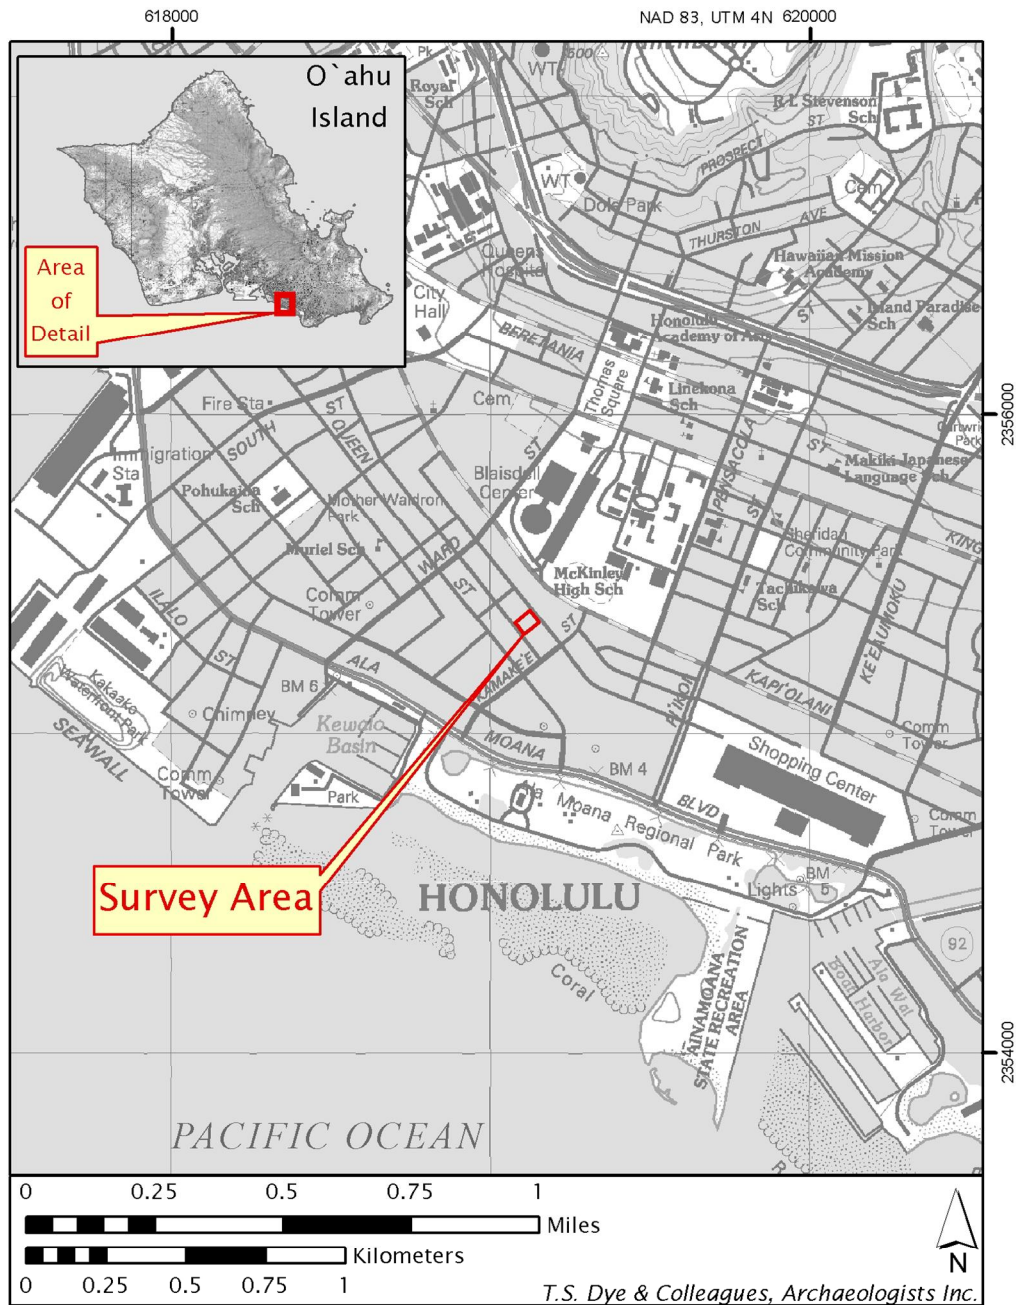 618000
NAD 83, UTM 4N
620000
O`ahu
Island
Area
of
Detail
Pk
Royal
Sch
WT
600
R L Stevenson
Sch
PROSPECT
ST
WT
Dole Park
Cem
THURSTON
AVE
Queens
Hospital
Hawaiian Mission
Academy
City
Hall
Honolulu
Academy of Art
ST
Island Paradise
Sch
BERETANIA
Thomas
Square
Linekona
Sch
2356000
Fire Sta
ST
Cem
SOUTH
QUEEN
ST
PENSACOLA
ST
Park
Immigration
Sta
Blaisdell
Center
Makiki Japanese
Language Sch
Pohukaina
Sch
Mother Waldron
Park
ST
KING
Muriel Sch
WARD
ST
Sheridan
Community Park
McKinley
High Sch
Tachikawa
Sch
KE'EAUMOKU
Comm
Tower
ILALO
ST
ST
ALA
KAMAKE'E
PI'IKOI
KAPI'OLANI
BM 6
Kakaako
Waterfront Park
Chimney
Kewalo
Basin
MOANA
Comm
Tower
SEAWALL
Comm
Tower
Park
BM 4
Shopping Center
BLVD
Moana Regional Park
Comm
Tower
Survey Area
HONOLULU
Lights
BM
5
Coral
AINAMOANA
STATE RECREATION
AREA
92
Ala Wai
Boat Harbor
2354000
PACIFIC OCEAN
R
0 0.25 0.5 0.75 1
Miles
Kilometers
0 0.25 0.5 0.75 1
N
T.S. Dye & Colleagues, Archaeologists Inc.